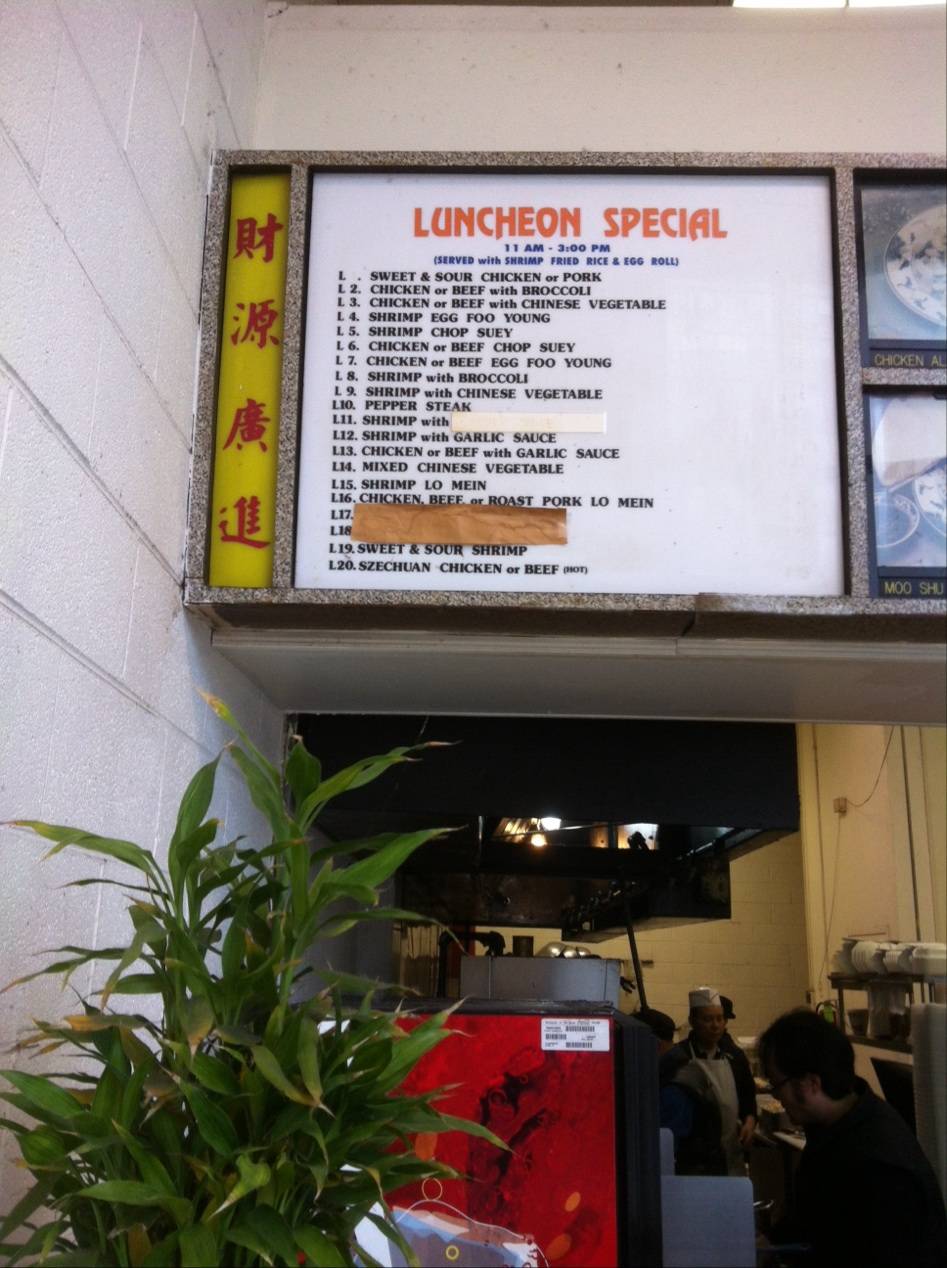 財源廣進
LUNCHEON SPECIAL
11 AM - 3:00 PM
(SERVED with SHRIMP FRIED RICE & EGG ROLL)
L . SWEET & SOUR CHICKEN or PORK
L 2. CHICKEN or BEEF with BROCCOLI
L 3. CHICKEN or BEEF with CHINESE VEGETABLE
L 4. SHRIMP EGG FOO YOUNG
L 5. SHRIMP CHOP SUEY
L 6. CHICKEN or BEEF CHOP SUEY
L 7. CHICKEN or BEEF EGG FOO YOUNG
L 8. SHRIMP with BROCCOLI
L 9. SHRIMP with CHINESE VEGETABLE
L10. PEPPER STEAK
L11. SHRIMP with
L12. SHRIMP with GARLIC SAUCE
L13. CHICKEN or BEEF with GARLIC SAUCE
L14. MIXED CHINESE VEGETABLE
L15. SHRIMP LO MEIN
L16. CHICKEN, BEEF, or ROAST PORK LO MEIN
L17.
L18
L19. SWEET & SOUR SHRIMP
L20. SZECHUAN CHICKEN or BEEF (HOT)
CHICKEN AL
MOO SHU